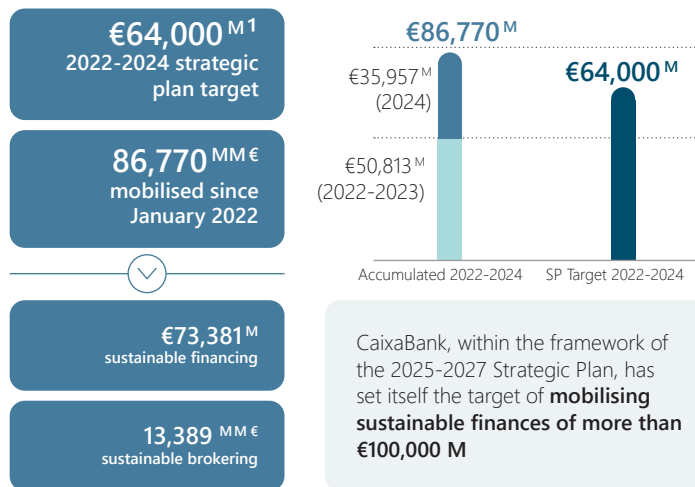 €64,000 M 1
2022-2024 strategic
plan target
86,770 MM €
mobilised since
January 2022
€73,381 M
sustainable financing
13,389 MM €
sustainable brokering
€86,770 M
€35,957 M
(2024)
€64,000 M
€50,813 M
(2022-2023)
Accumulated 2022-2024
SP Target 2022-2024
CaixaBank, within the framework of
the 2025-2027 Strategic Plan, has
set itself the target of mobilising
sustainable finances of more than
€100,000 M